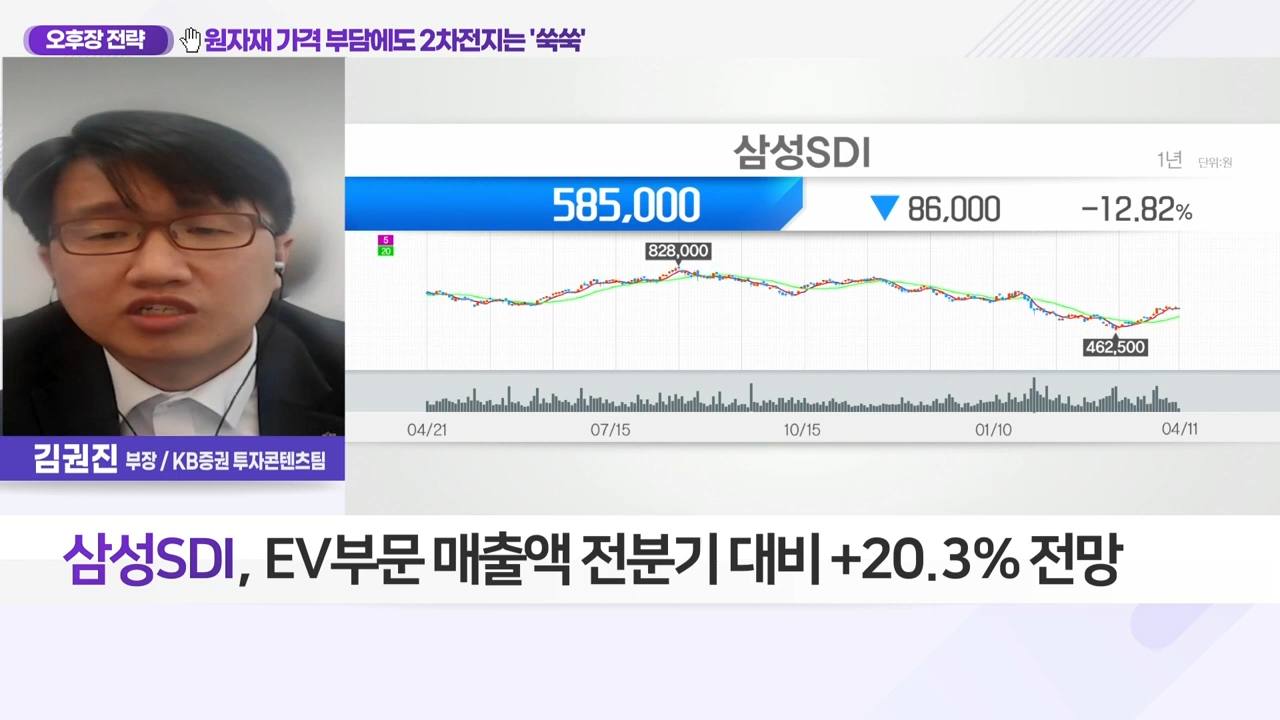 오후장 전략
원자재 가격 부담에도 2차전지는 '쑥쑥'
삼성SDI
1년 단위:원
585,000 ▼ 86,000 -12.82%
5
20
828,000
462,500
04/21 07/15 10/15 01/10 04/11
김권진 부장 / KB증권 투자콘텐츠팀
삼성SDI, EV부문 매출액 전분기 대비 +20.3% 전망